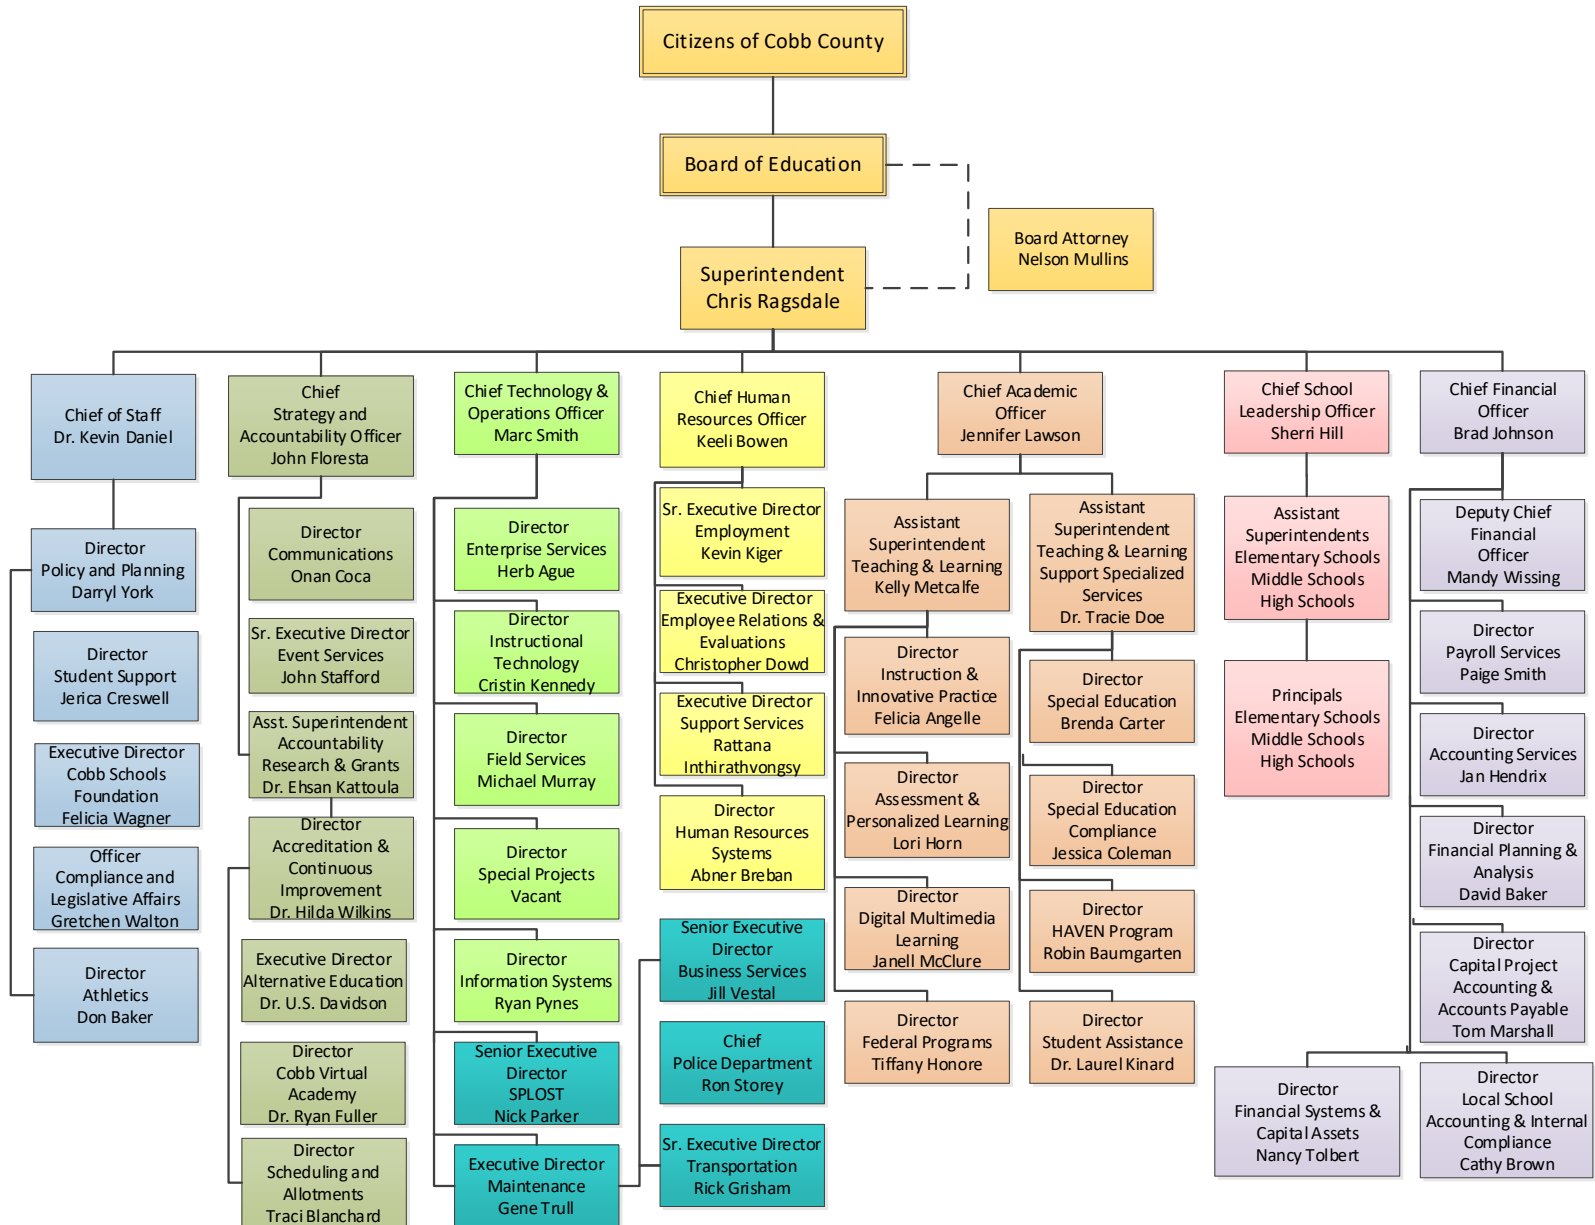 Citizens of Cobb County
Board of Education
Board Attorney
Nelson Mullins
Superintendent
Chris Ragsdale
Chief of Staff
Dr. Kevin Daniel
Director
Policy and Planning
Darryl York
Director
Student Support
Jerica Creswell
Executive Director
Cobb Schools
Foundation
Felicia Wagner
Officer
Compliance and
Legislative Affairs
Gretchen Walton
Director
Athletics
Don Baker
Chief
Strategy and
Accountability Officer
John Floresta
Director
Communications
Onan Coca
Sr. Executive Director
Event Services
John Stafford
Asst. Superintendent
Accountability
Research & Grants
Dr. Ehsan Kattoula
Director
Accreditation &
Continuous
Improvement
Dr. Hilda Wilkins
Executive Director
Alternative Education
Dr. U.S. Davidson
Director
Cobb Virtual
Academy
Dr. Ryan Fuller
Director
Scheduling and
Allotments
Traci Blanchard
Chief Technology &
Operations Officer
Marc Smith
Director
Enterprise Services
Herb Ague
Director
Instructional
Technology
Cristin Kennedy
Director
Field Services
Michael Murray
Director
Special Projects
Vacant
Director
Information Systems
Ryan Pynes
Senior Executive
Director
SPLOST
Nick Parker
Executive Director
Maintenance
Gene Trull
Chief Human
Resources Officer
Keeli Bowen
Sr. Executive Director
Employment
Kevin Kiger
Executive Director
Employee Relations &
Evaluations
Christopher Dowd
Executive Director
Support Services
Rattana
Inthirathvongsy
Director
Human Resources
Systems
Abner Breban
Senior Executive
Director
Business Services
Jill Vestal
Chief
Police Department
Ron Storey
Sr. Executive Director
Transportation
Rick Grisham
Chief Academic
Officer
Jennifer Lawson
Assistant
Superintendent
Teaching & Learning
Kelly Metcalfe
Director
Instruction &
Innovative Practice
Felicia Angelle
Director
Assessment &
Personalized Learning
Lori Horn
Director
Digital Multimedia
Learning
Janell McClure
Director
Federal Programs
Tiffany Honore
Assistant
Superintendent
Teaching & Learning
Support Specialized
Services
Dr. Tracie Doe
Director
Special Education
Brenda Carter
Director
Special Education
Compliance
Jessica Coleman
Director
HAVEN Program
Robin Baumgarten
Director
Student Assistance
Dr. Laurel Kinard
Chief School
Leadership Officer
Sherri Hill
Assistant
Superintendents
Elementary Schools
Middle Schools
High Schools
Principals
Elementary Schools
Middle Schools
High Schools
Chief Financial
Officer
Brad Johnson
Deputy Chief
Financial
Officer
Mandy Wissing
Director
Payroll Services
Paige Smith
Director
Accounting Services
Jan Hendrix
Director
Financial Planning &
Analysis
David Baker
Director
Capital Project
Accounting &
Accounts Payable
Tom Marshall
Director
Financial Systems &
Capital Assets
Nancy Tolbert
Director
Local School
Accounting & Internal
Compliance
Cathy Brown